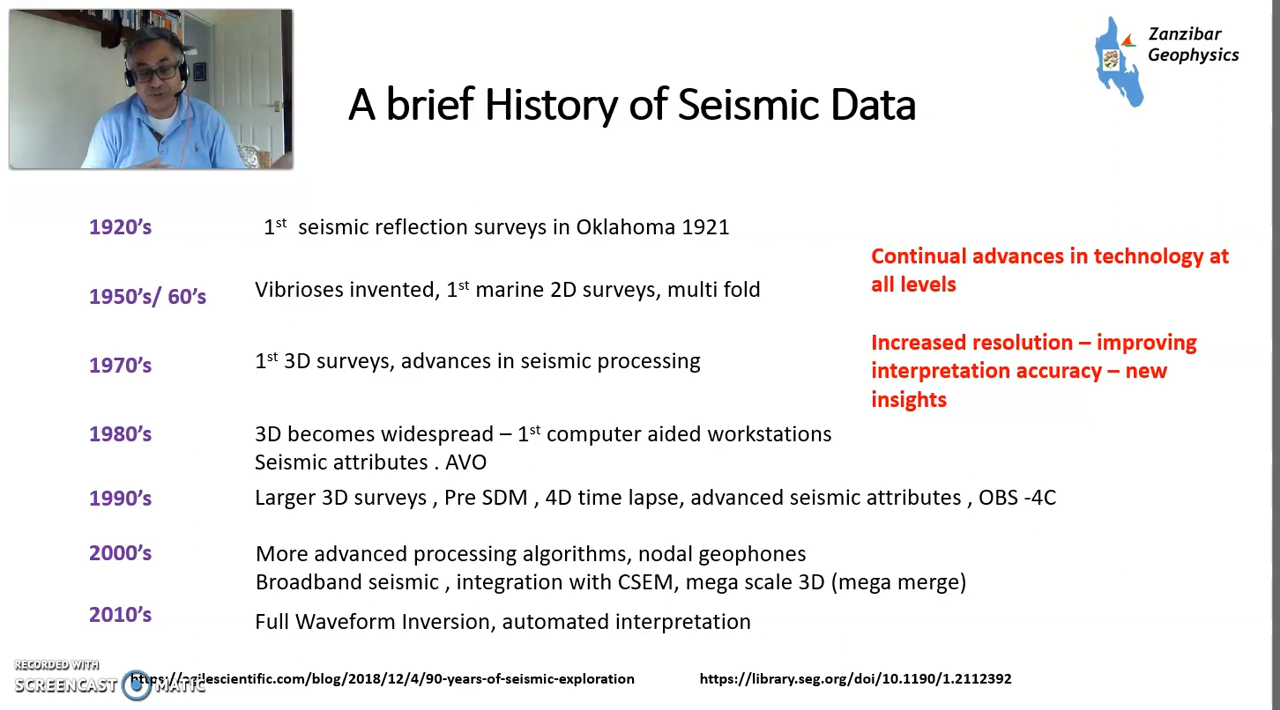 Zanzibar
Geophysics
A brief History of Seismic Data
1920's 1st seismic reflection surveys in Oklahoma 1921
Continual advances in technology at
all levels
1950's/ 60's Vibrioses invented, 1st marine 2D surveys, multi fold
Increased resolution – improving
interpretation accuracy – new
insights
1970's 1st 3D surveys, advances in seismic processing
1980's 3D becomes widespread – 1st computer aided workstations
Seismic attributes . AVO
1990's Larger 3D surveys , Pre SDM , 4D time lapse, advanced seismic attributes , OBS -4C
2000's More advanced processing algorithms, nodal geophones
Broadband seismic , integration with CSEM, mega scale 3D (mega merge)
2010's Full Waveform Inversion, automated interpretation
RECORDED WITH
SCREENCAST MATIC
https://agilescientific.com/blog/2018/12/4/90-years-of-seismic-exploration https://library.seg.org/doi/10.1190/1.2112392